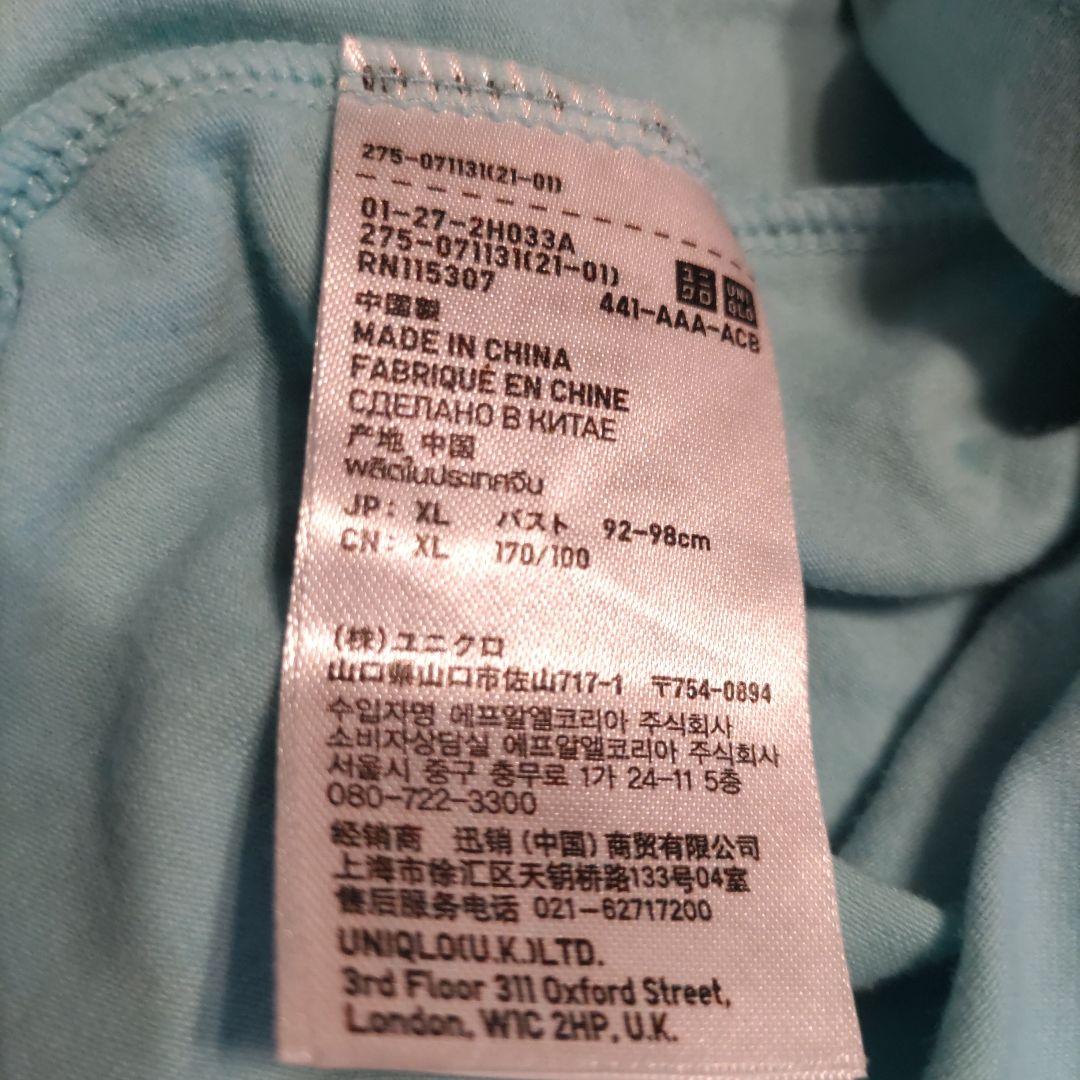 275-071131(21-01)
01-27-2H033A
275-071131(21-01)
RN115307
ユニクロ
UNIQLO
441-AAA-ACB
中国製
MADE IN CHINA
FABRIQUÉ EN CHINE
СДЕЛАНО В КИТАЕ
产地 中国
ผลิตในประเทศจีน
JP: XL バスト 92-98cm
CN: XL 170/100
(株)ユニクロ
山口県山口市佐山717-1 〒754-0894
수입자명 에프알엘코리아 주식회사
소비자상담실 에프알엘코리아 주식회사
서울시 중구 충무로 1가 24-11 5층
080-722-3300
经销商 迅销(中国)商贸有限公司
上海市徐汇区天钥桥路133号04室
售后服务电话 021-62717200
UNIQLO(U.K.)LTD.
3rd Floor 311 Oxford Street,
London, W1C 2HP, U.K.